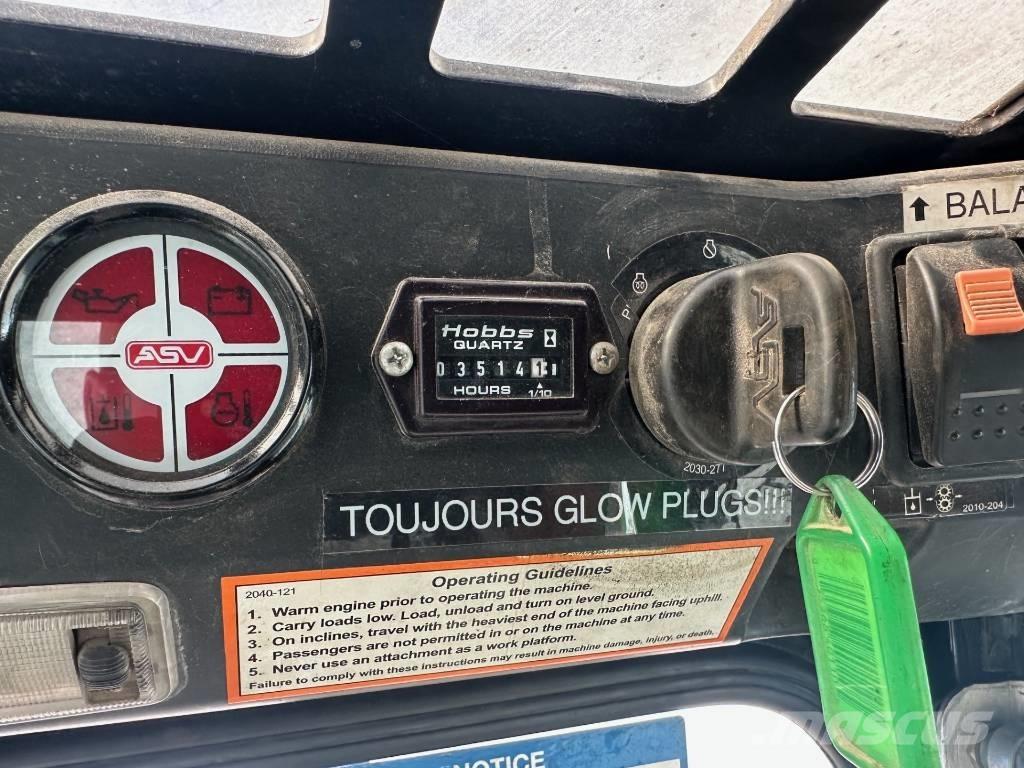 BALA
ASV
Hobbs
QUARTZ
03514 1
HOURS 1/10
ASV
2030-271
TOUJOURS GLOW PLUGS!!!
2010-204
2040-121
Operating Guidelines
1. Warm engine prior to operating the machine.
2. Carry loads low. Load, unload and turn on level ground.
3. On inclines, travel with the heaviest end of the machine facing uphill.
4. Passengers are not permitted in or on the machine at any time.
5. Never use an attachment as a work platform.
Failure to comply with these instructions may result in machine damage, injury, or death.
NOTICE
MASCUS